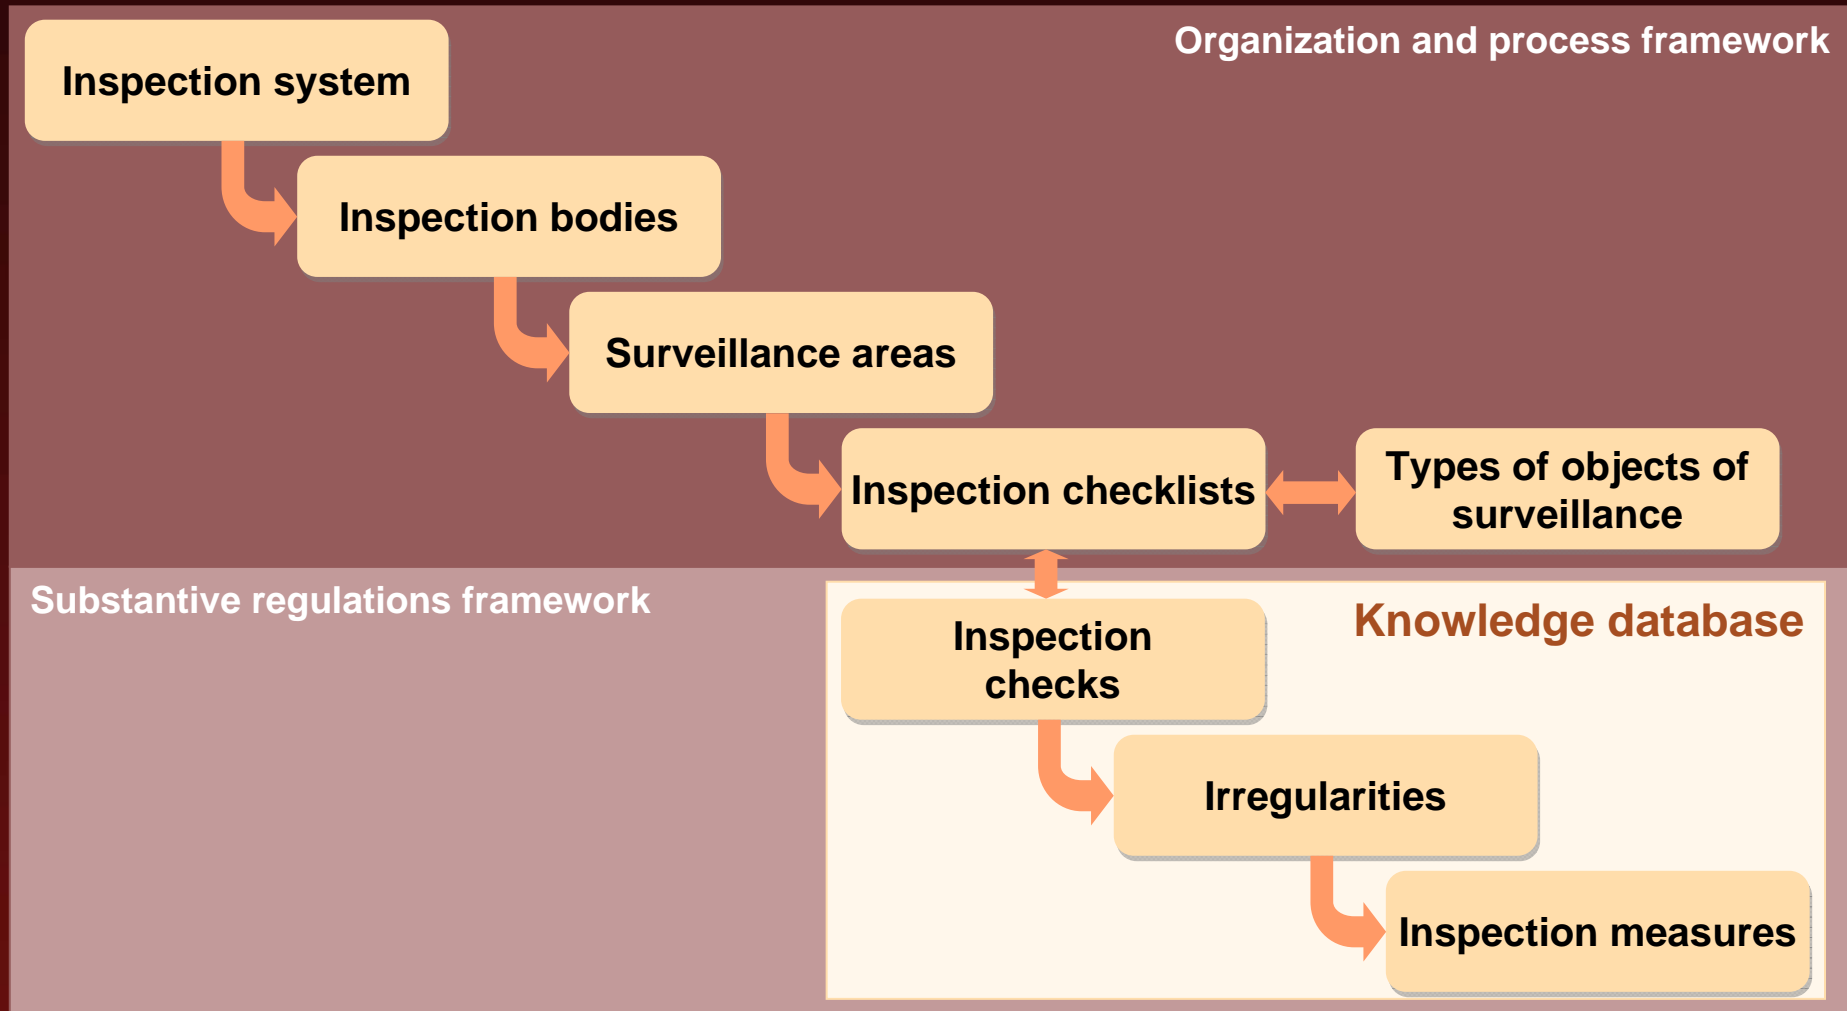 Organization and process framework
Inspection system
Inspection bodies
Surveillance areas
Inspection checklists
Types of objects of
surveillance
Substantive regulations framework
Knowledge database
Inspection
checks
Irregularities
Inspection measures